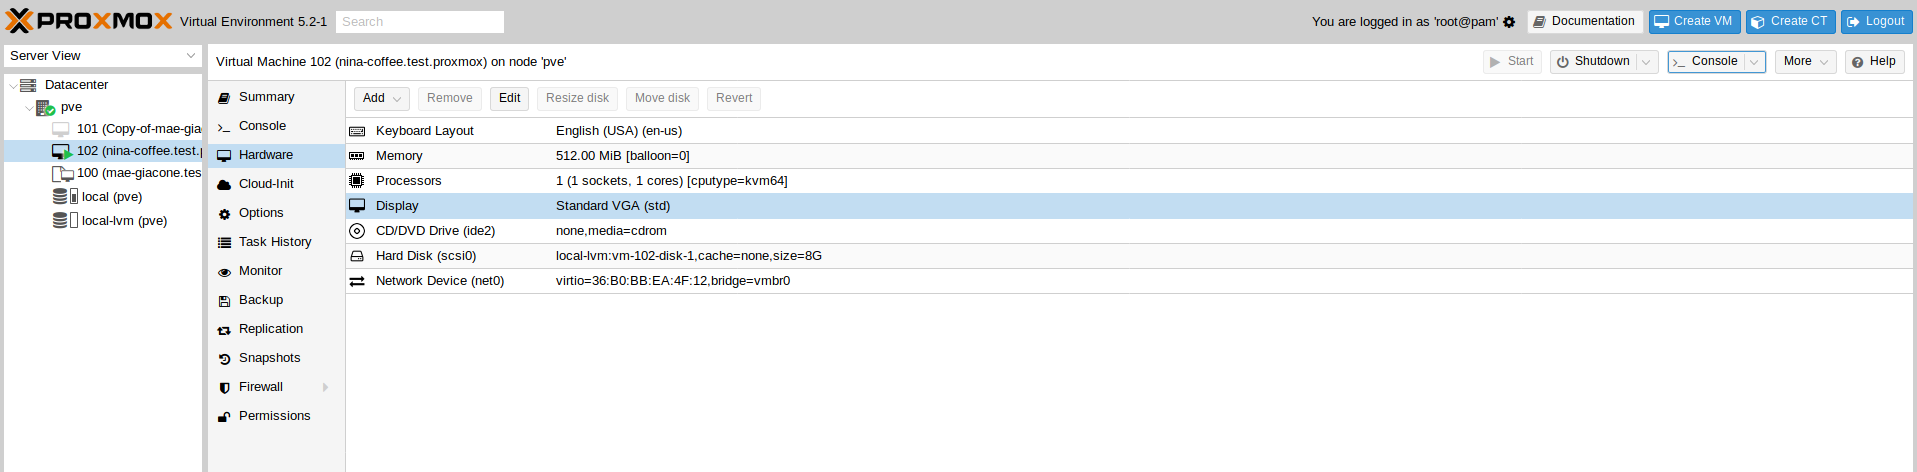 PROXMOX Virtual Environment 5.2-1 Search You are logged in as 'root@pam' Documentation Create VM Create CT Logout
Server View
Datacenter
pve
101 (Copy-of-mae-gia
102 (nina-coffee.test.p
100 (mae-giacone.tes
local (pve)
local-lvm (pve)
Virtual Machine 102 (nina-coffee.test.proxmox) on node 'pve' Start Shutdown Console More Help
Summary
Console
Hardware
Cloud-Init
Options
Task History
Monitor
Backup
Replication
Snapshots
Firewall
Permissions
Add Remove Edit Resize disk Move disk Revert
Keyboard Layout English (USA) (en-us)
Memory 512.00 MiB [balloon=0]
Processors 1 (1 sockets, 1 cores) [cputype=kvm64]
Display Standard VGA (std)
CD/DVD Drive (ide2) none,media=cdrom
Hard Disk (scsi0) local-lvm:vm-102-disk-1,cache=none,size=8G
Network Device (net0) virtio=36:B0:BB:EA:4F:12,bridge=vmbr0